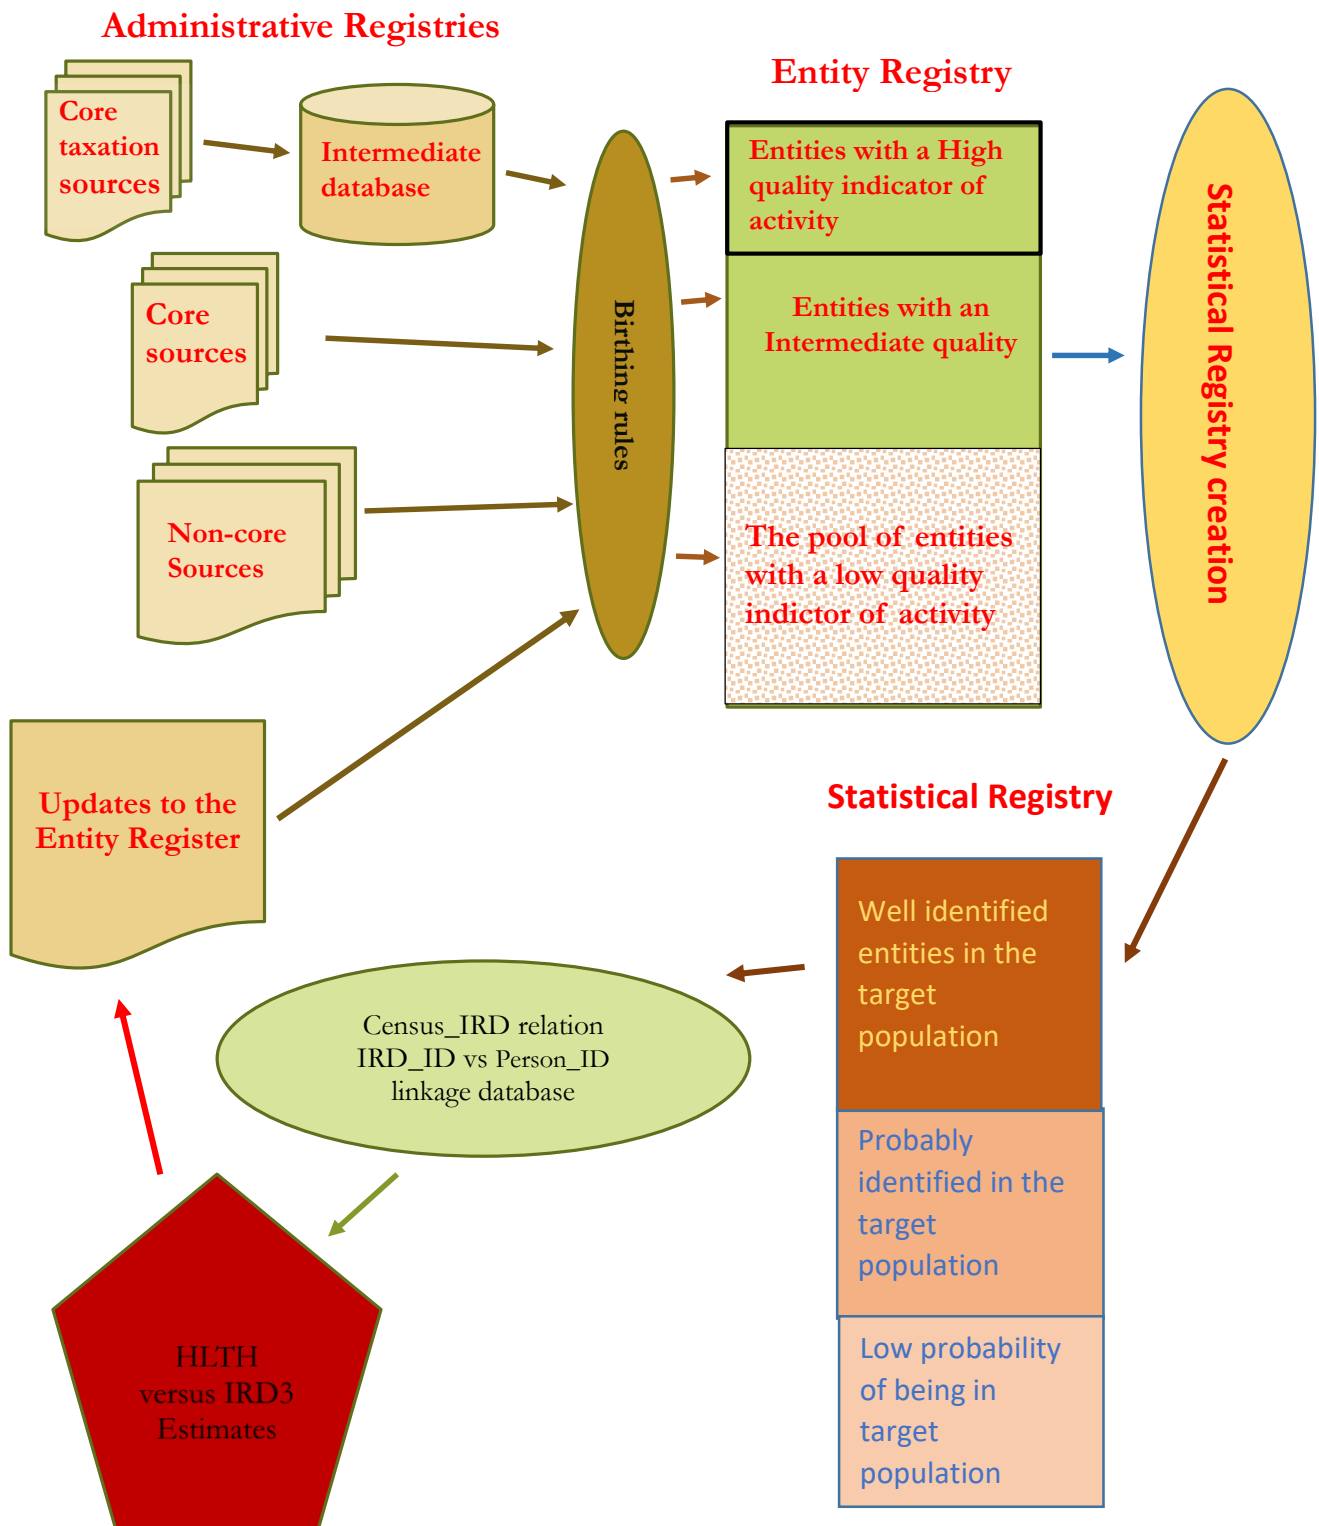 Administrative Registries
Core
taxation
sources
Intermediate
database
Core
sources
Non-core
Sources
Birthing rules
Entity Registry
Entities with a High
quality indicator of
activity
Entities with an
Intermediate quality
The pool of entities
with a low quality
indictor of activity
Statistical Registry creation
Updates to the
Entity Register
Statistical Registry
Well identified
entities in the
target
population
Probably
identified in the
target
population
Low probability
of being in
target
population
Census_IRD relation
IRD_ID vs Person_ID
linkage database
HLTH
versus IRD3
Estimates